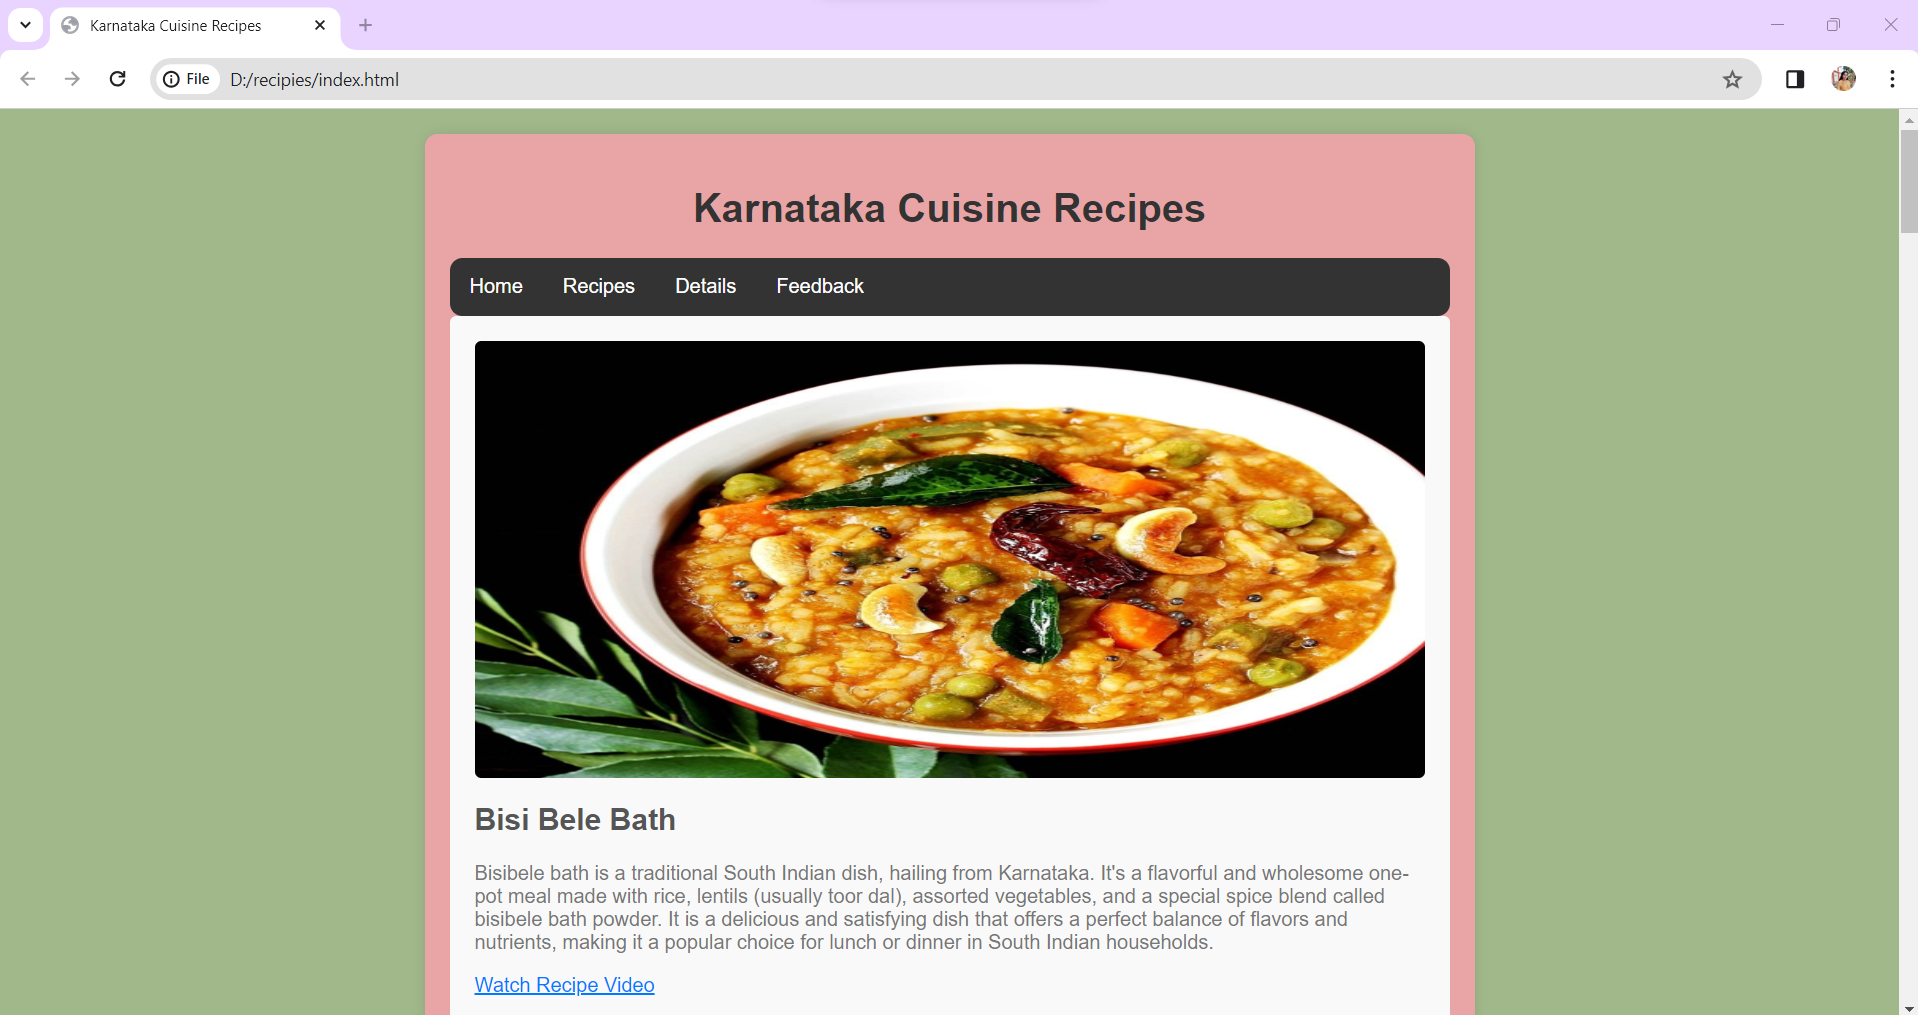 Karnataka Cuisine Recipes
File D:/recipies/index.html
Karnataka Cuisine Recipes
Home Recipes Details Feedback
Bisi Bele Bath
Bisibele bath is a traditional South Indian dish, hailing from Karnataka. It's a flavorful and wholesome one-
pot meal made with rice, lentils (usually toor dal), assorted vegetables, and a special spice blend called
bisibele bath powder. It is a delicious and satisfying dish that offers a perfect balance of flavors and
nutrients, making it a popular choice for lunch or dinner in South Indian households.
Watch Recipe Video